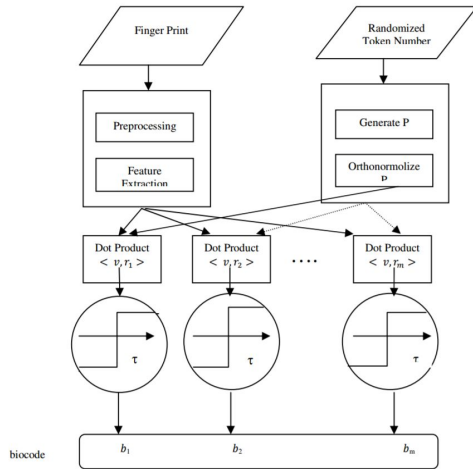 Finger Print
Randomized
Token Number
Preprocessing
Feature
Extraction
Generate P
Orthonormolize
P
Dot Product
< v, r₁ >
Dot Product
< v, r₂ >
....
Dot Product
< v, rₘ >
τ
τ
τ
biocode
b₁
b₂
bₘ